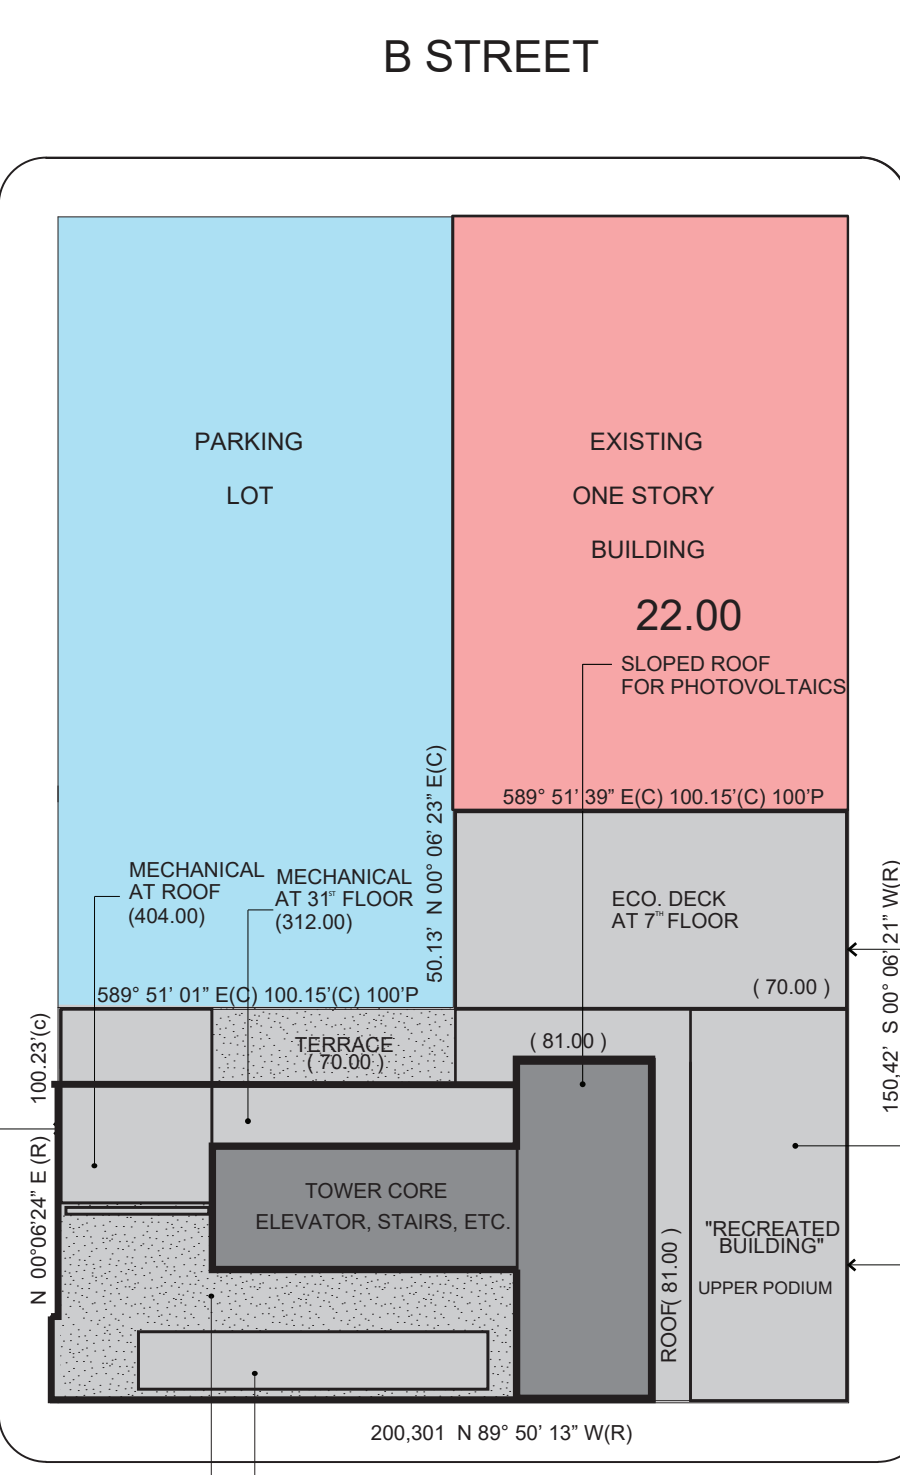 B STREET
PARKING
LOT
EXISTING
ONE STORY
BUILDING
22.00
SLOPED ROOF
FOR PHOTOVOLTAICS
589° 51' 39” E(C) 100.15'(C) 100'P
50.13' N 00° 06' 23” E(C)
MECHANICAL
AT ROOF
(404.00)
MECHANICAL
AT 31ST FLOOR
(312.00)
ECO. DECK
AT 7TH FLOOR
( 70.00 )
150,42' S 00° 06' 21” W(R)
589° 51' 01” E(C) 100.15'(C) 100'P
TERRACE
( 70.00 )
( 81.00 )
N 00°06'24” E (R) 100.23'(c)
TOWER CORE
ELEVATOR, STAIRS, ETC.
ROOF( 81.00 )
"RECREATED
BUILDING"
UPPER PODIUM
200,301 N 89° 50' 13” W(R)